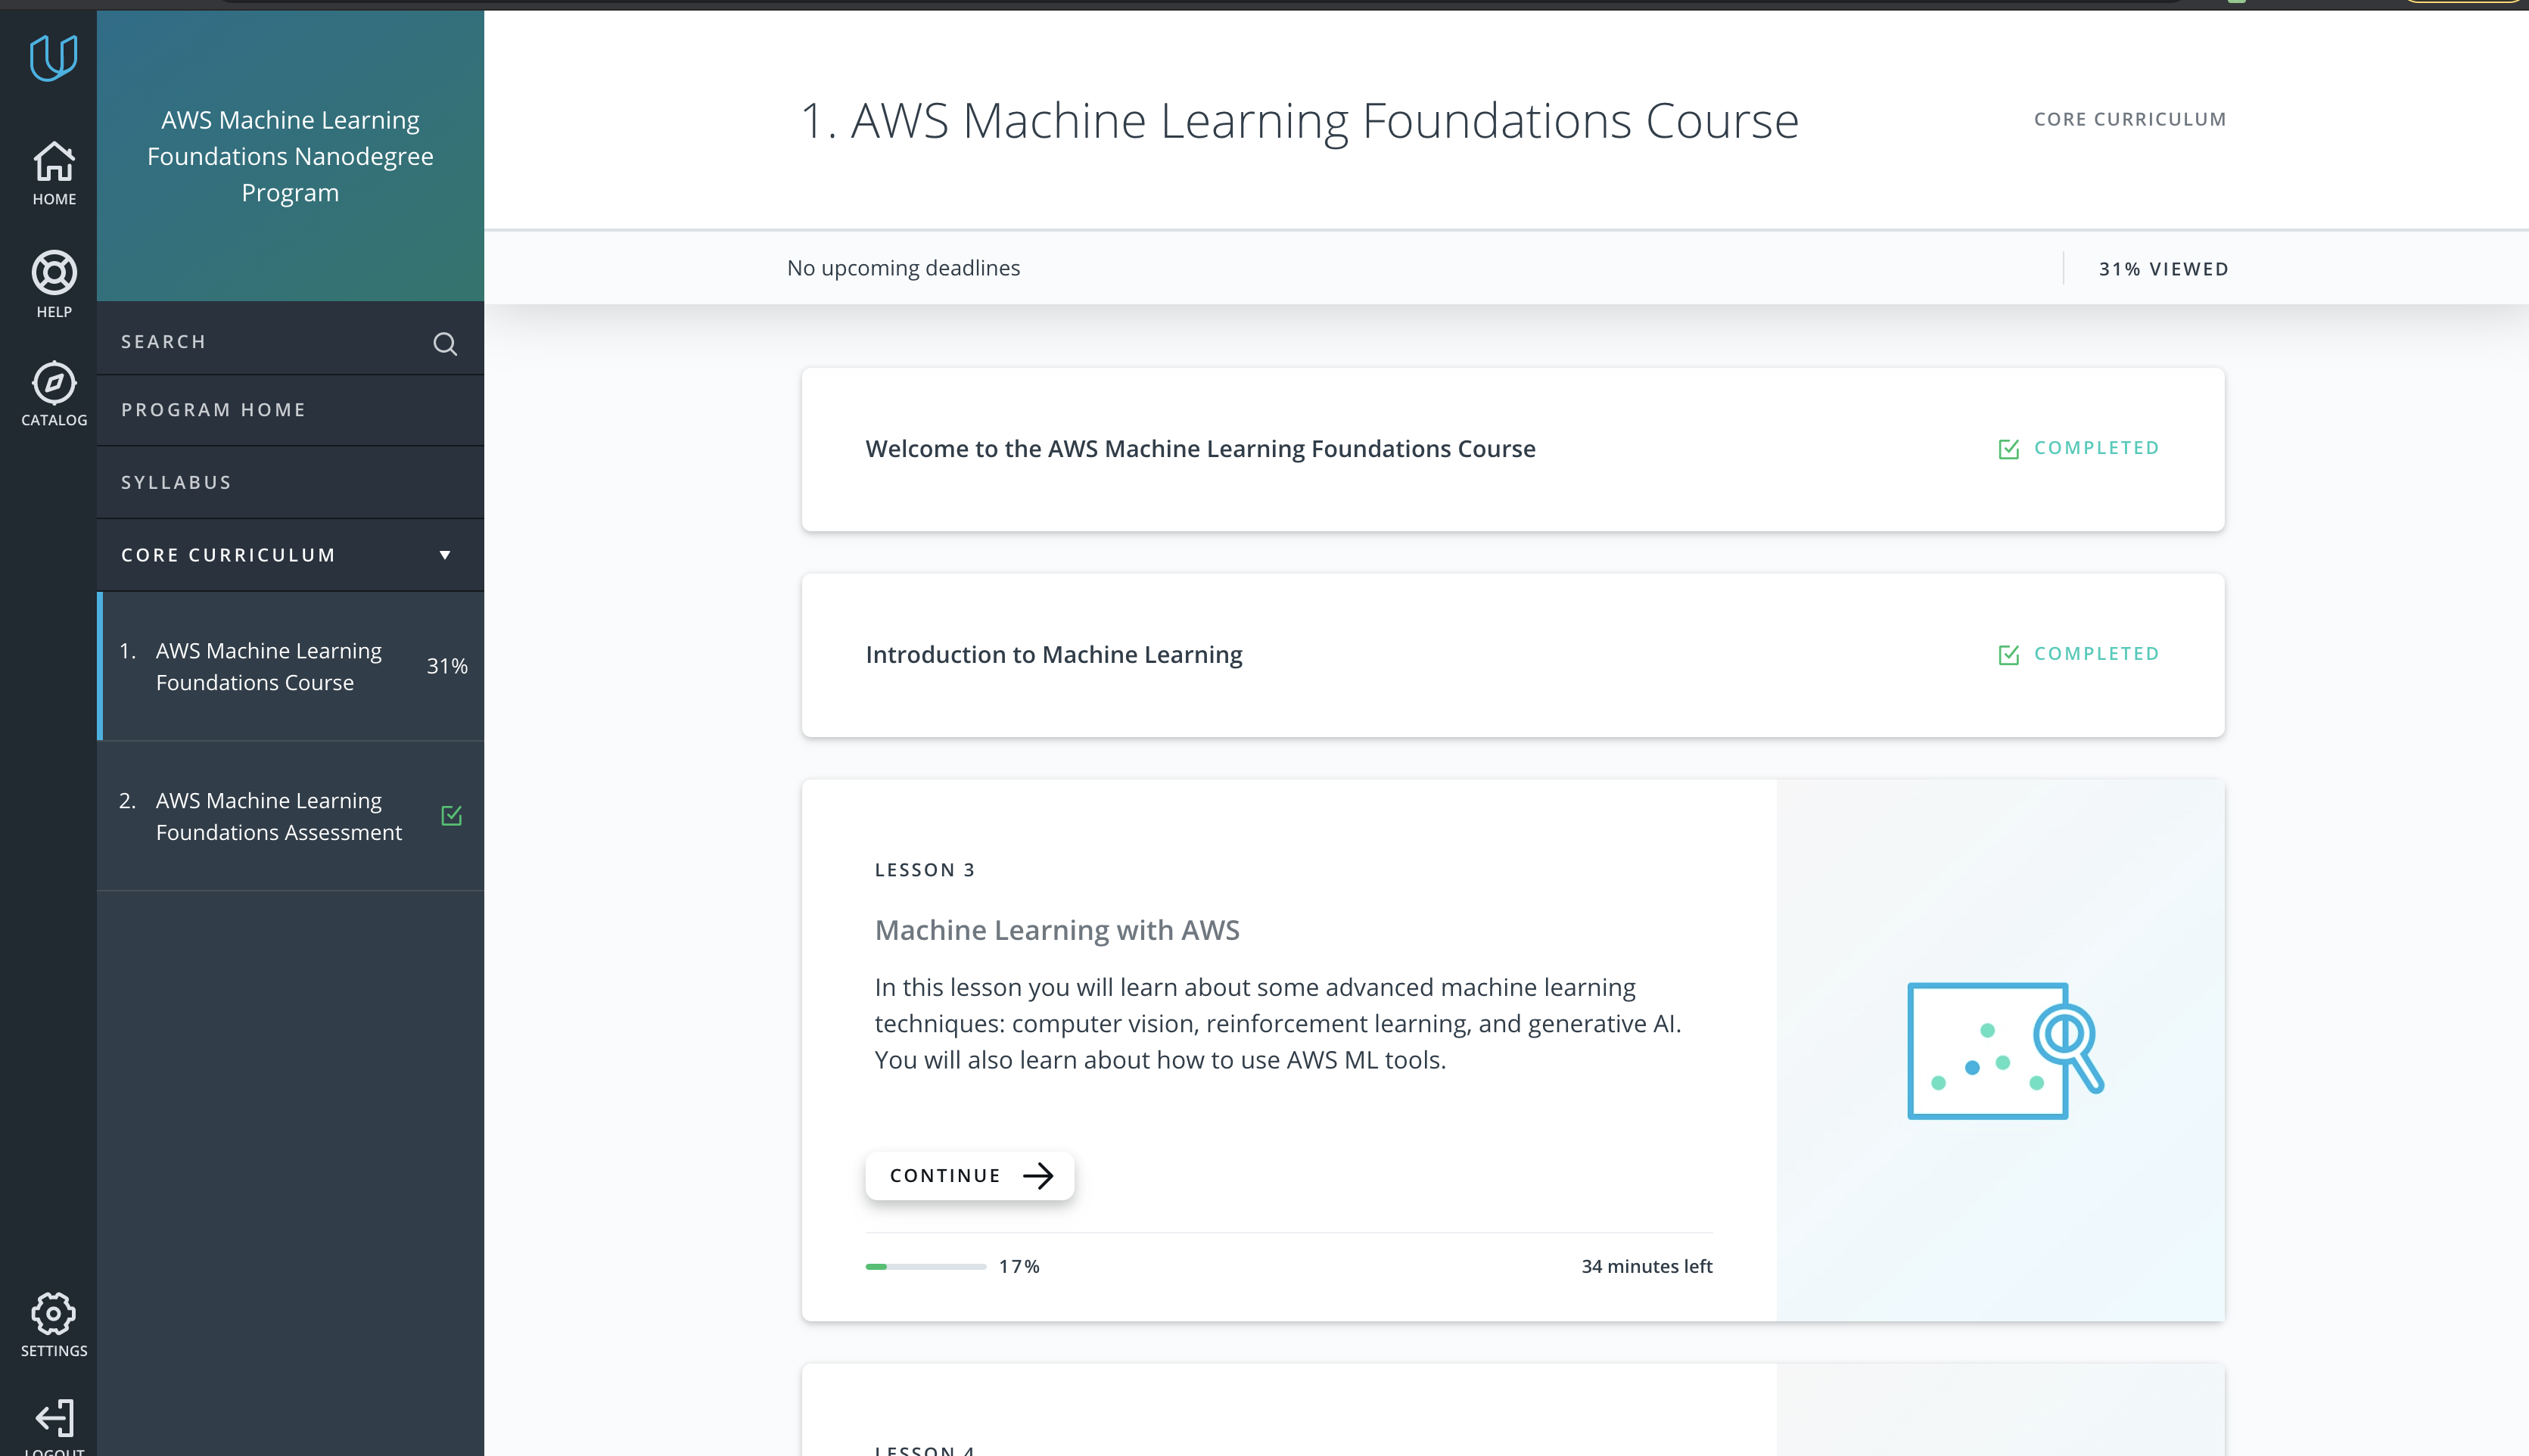 HOME
HELP
CATALOG
SETTINGS
LOGOUT
AWS Machine Learning
Foundations Nanodegree
Program
SEARCH
PROGRAM HOME
SYLLABUS
CORE CURRICULUM
1. AWS Machine Learning
Foundations Course
31%
2. AWS Machine Learning
Foundations Assessment
1. AWS Machine Learning Foundations Course
CORE CURRICULUM
No upcoming deadlines
31% VIEWED
Welcome to the AWS Machine Learning Foundations Course
COMPLETED
Introduction to Machine Learning
COMPLETED
LESSON 3
Machine Learning with AWS
In this lesson you will learn about some advanced machine learning
techniques: computer vision, reinforcement learning, and generative AI.
You will also learn about how to use AWS ML tools.
CONTINUE
17%
34 minutes left
LESSON 4